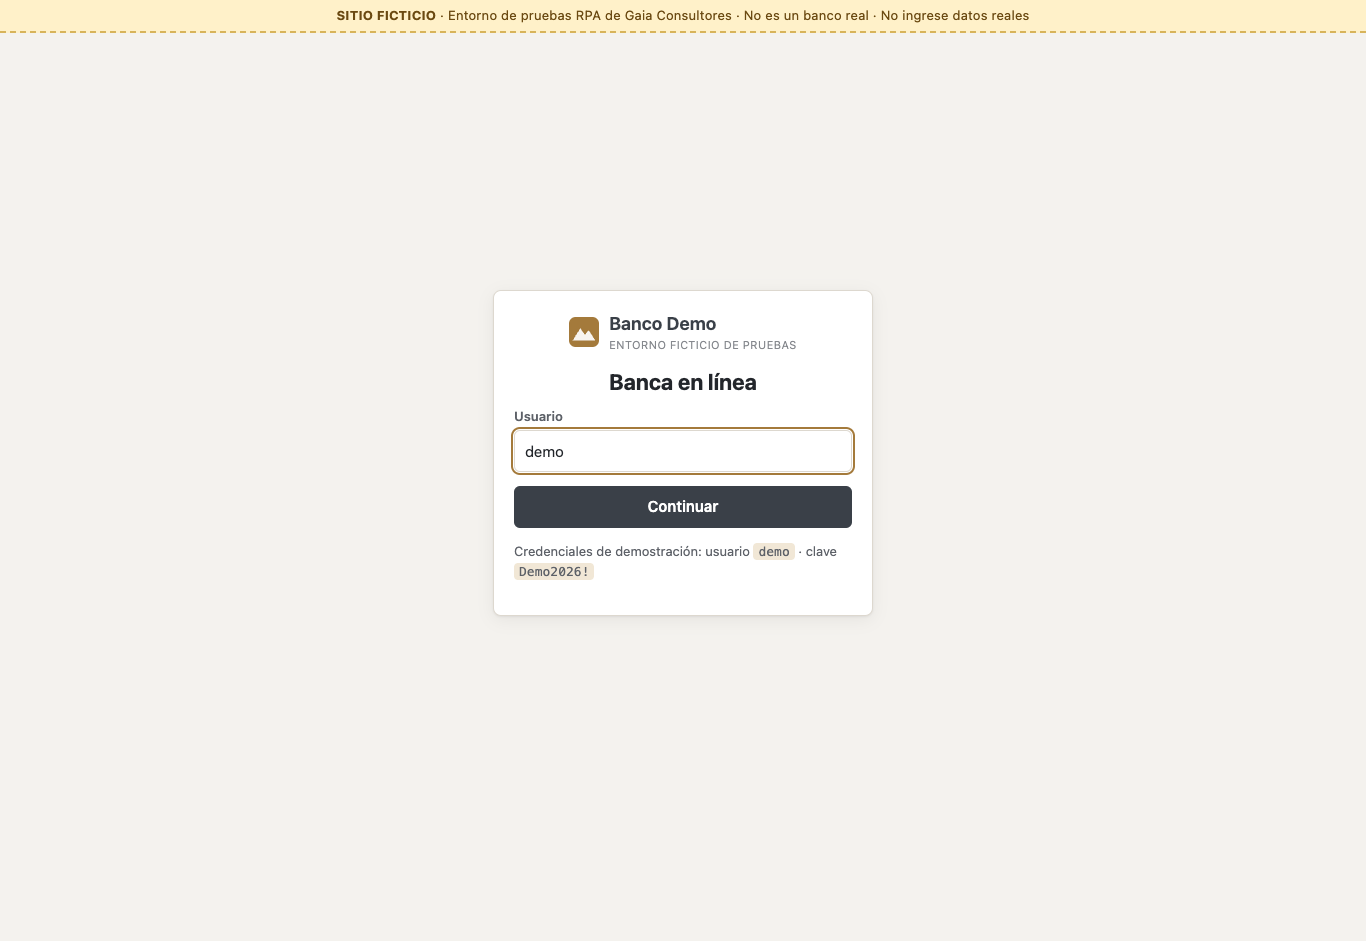 SITIO FICTICIO · Entorno de pruebas RPA de Gaia Consultores · No es un banco real · No ingrese datos reales
Banco Demo
ENTORNO FICTICIO DE PRUEBAS
Banca en línea
Usuario
demo
Continuar
Credenciales de demostración: usuario demo · clave
Demo2026!